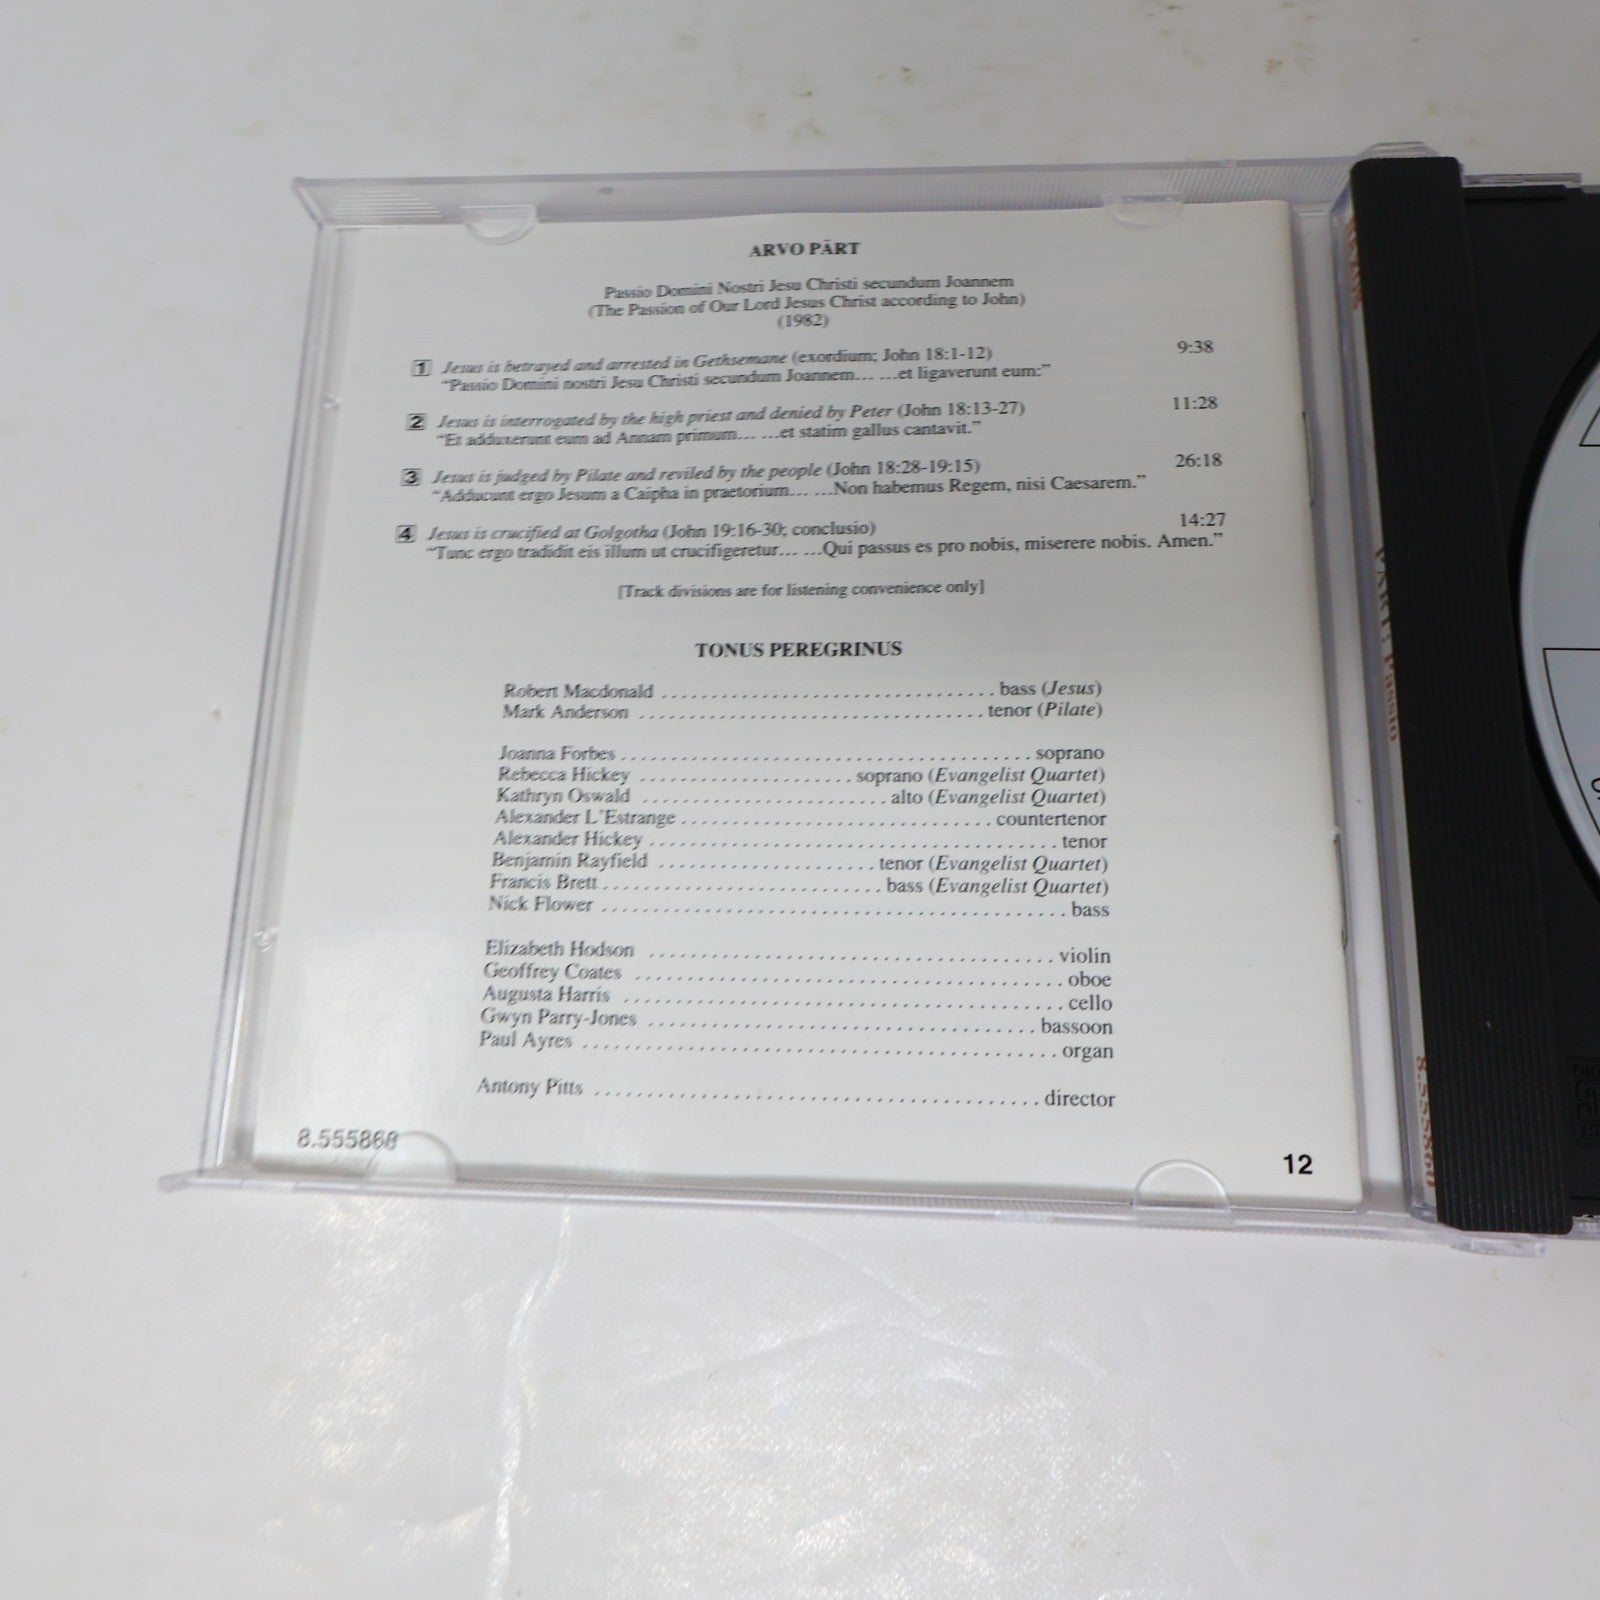 ARVO PÄRT
Passio Domini Nostri Jesu Christi secundum Joannem
(The Passion of Our Lord Jesus Christ according to John)
(1982)
1 Jesus is betrayed and arrested in Gethsemane (exordium; John 18:1-12) 9:38
“Passio Domini nostri Jesu Christi secundum Joannem... ...et ligaverunt eum:”
2 Jesus is interrogated by the high priest and denied by Peter (John 18:13-27) 11:28
“Et adduxerunt eum ad Annam primum... ...et statim gallus cantavit.”
3 Jesus is judged by Pilate and reviled by the people (John 18:28-19:15) 26:18
“Adducunt ergo Jesum a Caipha in praetorium... ...Non habemus Regem, nisi Caesarem.”
4 Jesus is crucified at Golgotha (John 19:16-30; conclusio) 14:27
“Tunc ergo tradidit eis illum ut crucifigeretur... ...Qui passus es pro nobis, miserere nobis. Amen.”
[Track divisions are for listening convenience only]
TONUS PEREGRINUS
Robert Macdonald ................................. bass (Jesus)
Mark Anderson .................................. tenor (Pilate)
Joanna Forbes ......................................... soprano
Rebecca Hickey ..................... soprano (Evangelist Quartet)
Kathryn Oswald ........................ alto (Evangelist Quartet)
Alexander L'Estrange ............................... countertenor
Alexander Hickey ......................................... tenor
Benjamin Rayfield ..................... tenor (Evangelist Quartet)
Francis Brett ........................... bass (Evangelist Quartet)
Nick Flower .............................................. bass
Elizabeth Hodson ........................................ violin
Geoffrey Coates .......................................... oboe
Augusta Harris ........................................... cello
Gwyn Parry-Jones ...................................... bassoon
Paul Ayres ............................................... organ
Antony Pitts ............................................ director
8.555868
12
NAXOS
PÄRT: Passio
8.555860